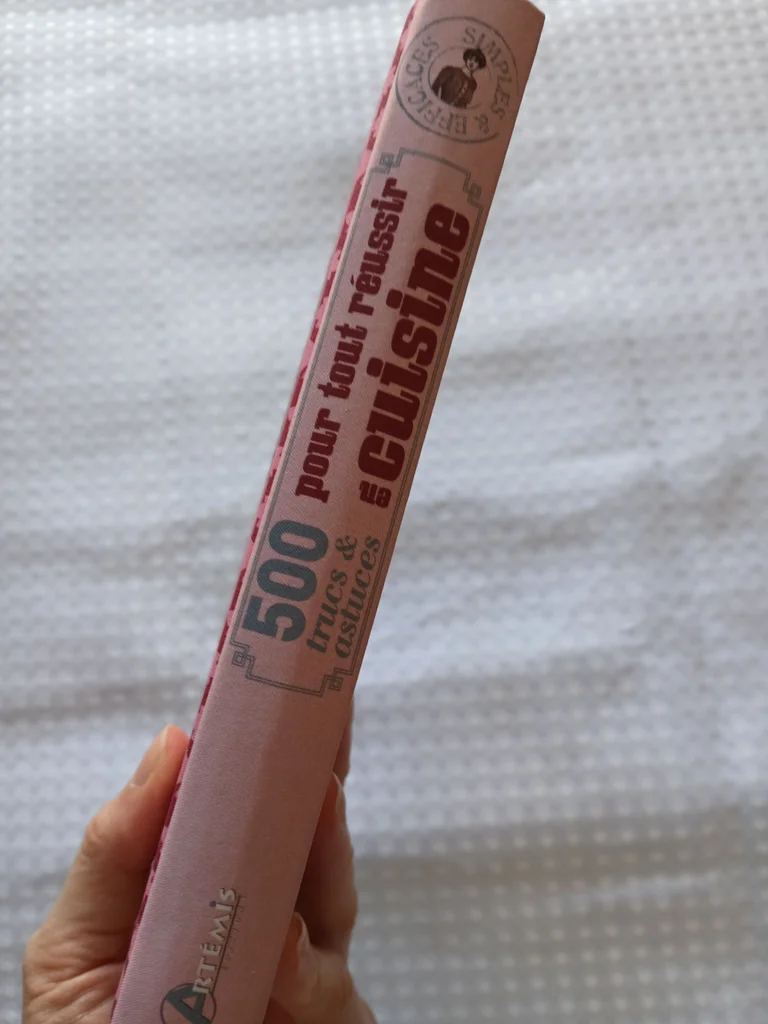 SIMPLES & EFFICACES
500
trucs &
astuces
pour tout réussir
en cuisine
ARTÉMIS